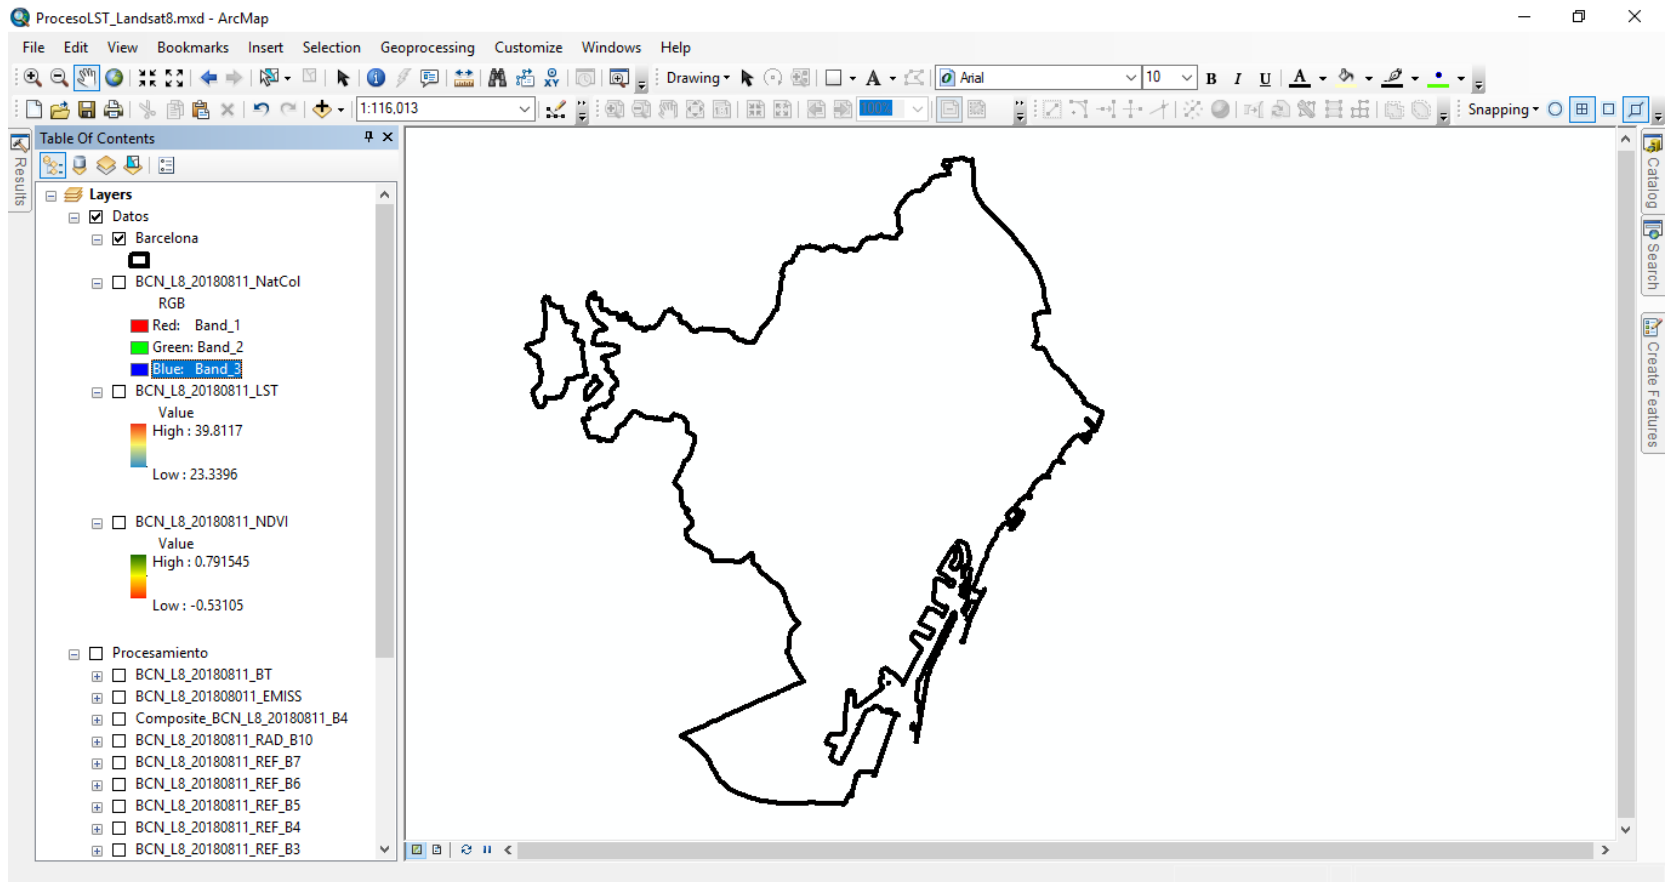 ProcesoLST_Landsat8.mxd - ArcMap
File Edit View Bookmarks Insert Selection Geoprocessing Customize Windows Help
Drawing A Arial 10 B I U A
1:116,013 100% Snapping
Table Of Contents
Results
Layers
Datos
Barcelona
BCN_L8_20180811_NatCol
RGB
Red: Band_1
Green: Band_2
Blue: Band_3
BCN_L8_20180811_LST
Value
High : 39.8117
Low : 23.3396
BCN_L8_20180811_NDVI
Value
High : 0.791545
Low : -0.53105
Procesamiento
BCN_L8_20180811_BT
BCN_L8_201808011_EMISS
Composite_BCN_L8_20180811_B4
BCN_L8_20180811_RAD_B10
BCN_L8_20180811_REF_B7
BCN_L8_20180811_REF_B6
BCN_L8_20180811_REF_B5
BCN_L8_20180811_REF_B4
BCN_L8_20180811_REF_B3
Catalog
Search
Create Features